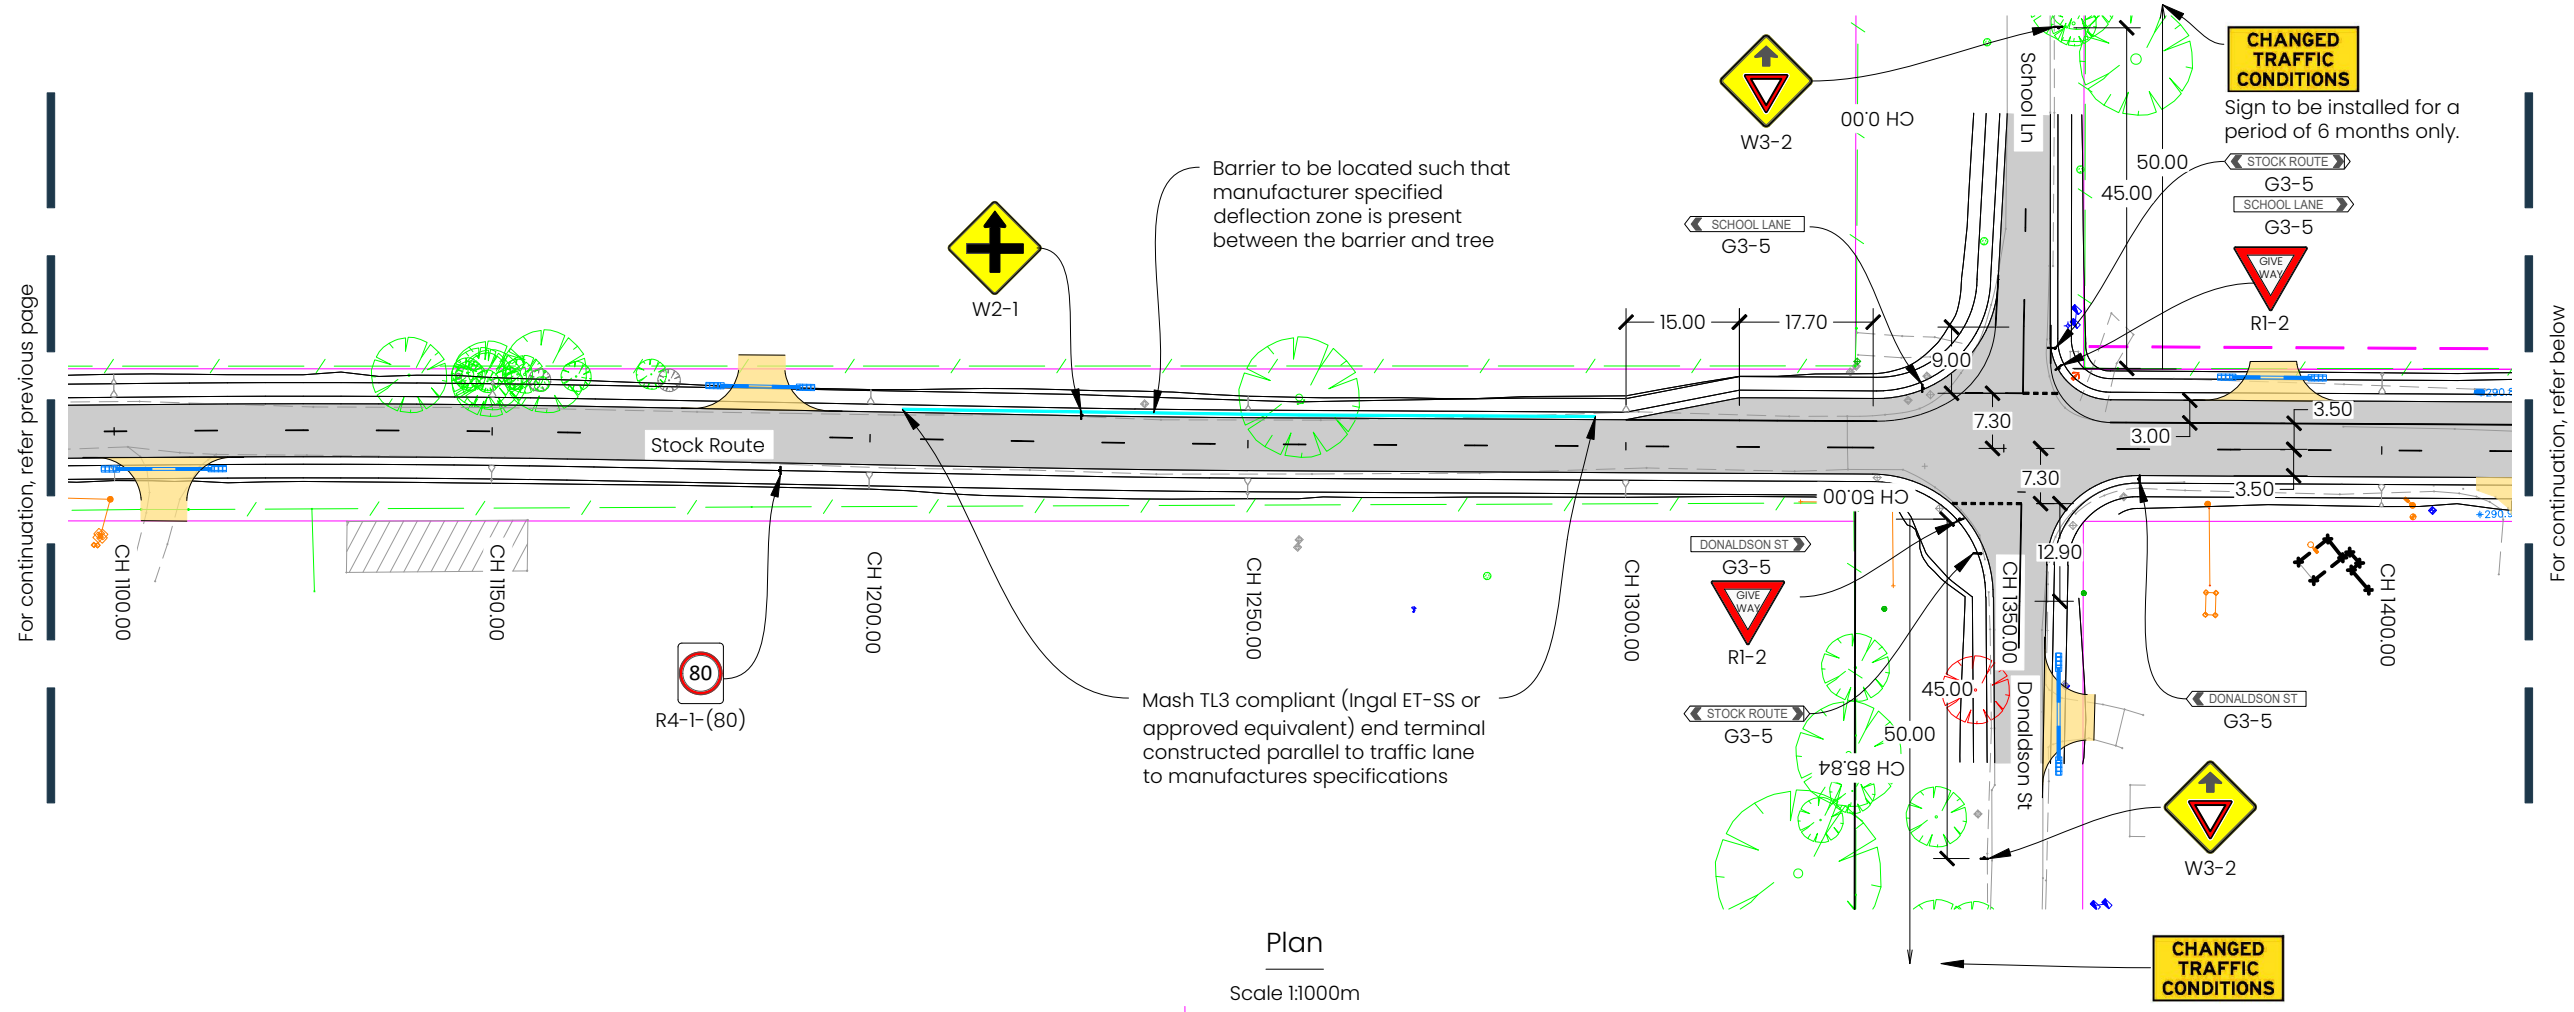 For continuation, refer previous page
W2-1
Barrier to be located such that
manufacturer specified
deflection zone is present
between the barrier and tree
W3-2
CH 0.00
School Ln
CHANGED
TRAFFIC
CONDITIONS
Sign to be installed for a
period of 6 months only.
50.00
45.00
STOCK ROUTE
G3-5
SCHOOL LANE
G3-5
GIVE
WAY
R1-2
SCHOOL LANE
G3-5
15.00
17.70
9.00
7.30
3.00
3.50
Stock Route
7.30
3.50
CH 50.00
12.90
CH 1100.00
CH 1150.00
CH 1200.00
CH 1250.00
CH 1300.00
CH 1350.00
CH 1400.00
DONALDSON ST
G3-5
GIVE
WAY
R1-2
STOCK ROUTE
G3-5
80
R4-1-(80)
Mash TL3 compliant (Ingal ET-SS or
approved equivalent) end terminal
constructed parallel to traffic lane
to manufactures specifications
45.00
50.00
CH 85.84
Donaldson St
DONALDSON ST
G3-5
W3-2
CHANGED
TRAFFIC
CONDITIONS
For continuation, refer below
Plan
Scale 1:1000m